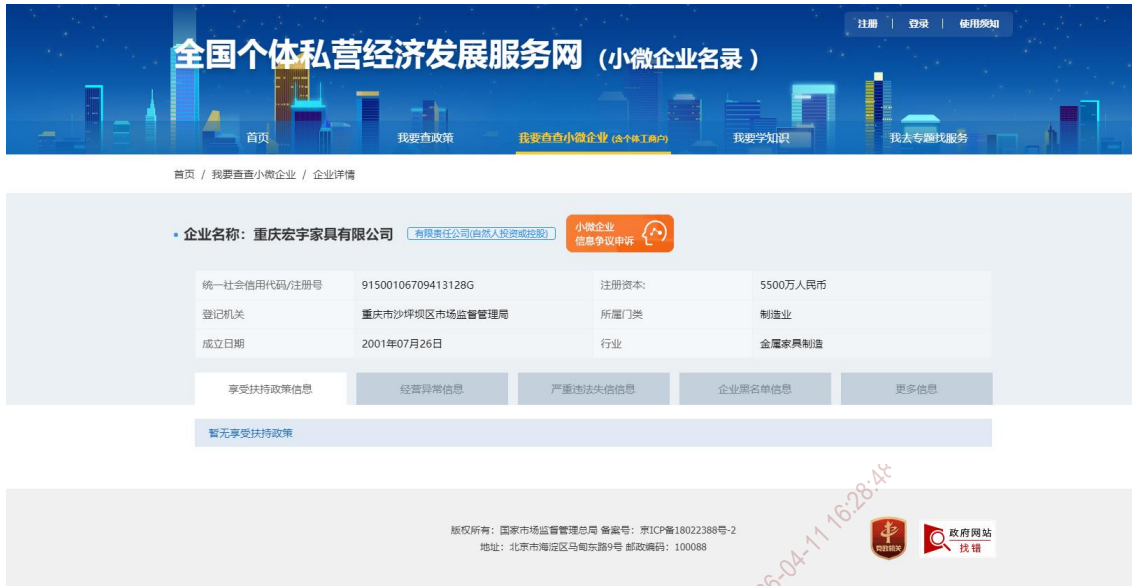 注册 | 登录 | 使用须知
全国个体私营经济发展服务网（小微企业名录）
首页 我要查政策 我要查查小微企业 (含个体工商户) 我要学知识 我去专题找服务
首页 / 我要查查小微企业 / 企业详情
企业名称：重庆宏宇家具有限公司 有限责任公司(自然人投资或控股)
小微企业
信息争议申诉
统一社会信用代码/注册号 91500106709413128G 注册资本: 5500万人民币
登记机关 重庆市沙坪坝区市场监督管理局 所属门类 制造业
成立日期 2001年07月26日 行业 金属家具制造
享受扶持政策信息 经营异常信息 严重违法失信信息 企业黑名单信息 更多信息
暂无享受扶持政策
版权所有：国家市场监督管理总局 备案号：京ICP备18022388号-2
地址：北京市海淀区马甸东路9号 邮政编码：100088
党政机关
政府网站
找错
6-04-11 16:28:48